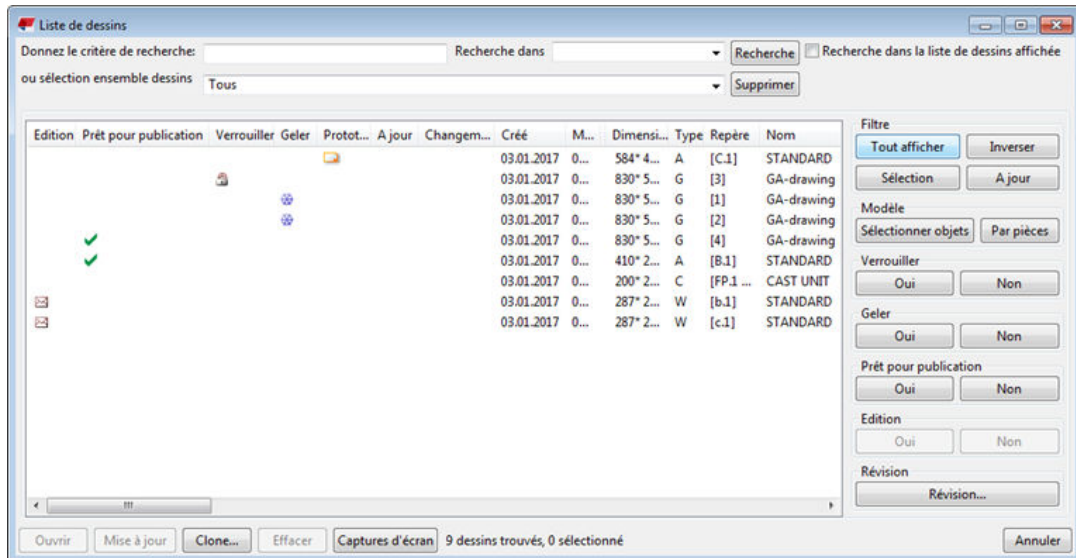 Liste de dessins
Donnez le critère de recherche: Recherche dans Recherche Recherche dans la liste de dessins affichée
ou sélection ensemble dessins Tous Supprimer
Edition Prêt pour publication Verrouiller Geler Protot... A jour Changem... Créé M... Dimensi... Type Repère Nom
03.01.2017 0... 584* 4... A [C.1] STANDARD
03.01.2017 0... 830* 5... G [3] GA-drawing
03.01.2017 0... 830* 5... G [1] GA-drawing
03.01.2017 0... 830* 5... G [2] GA-drawing
03.01.2017 0... 830* 5... G [4] GA-drawing
03.01.2017 0... 410* 2... A [B.1] STANDARD
03.01.2017 0... 200* 2... C [FP.1 ... CAST UNIT
03.01.2017 0... 287* 2... W [b.1] STANDARD
03.01.2017 0... 287* 2... W [c.1] STANDARD
Filtre
Tout afficher Inverser
Sélection A jour
Modèle
Sélectionner objets Par pièces
Verrouiller
Oui Non
Geler
Oui Non
Prêt pour publication
Oui Non
Edition
Oui Non
Révision
Révision...
Ouvrir Mise à jour Clone... Effacer Captures d'écran 9 dessins trouvés, 0 sélectionné Annuler